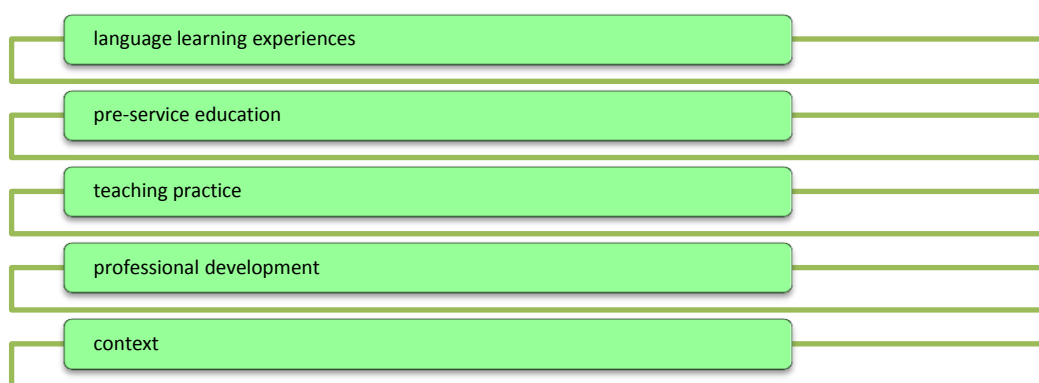 language learning experiences
pre-service education
teaching practice
professional development
context